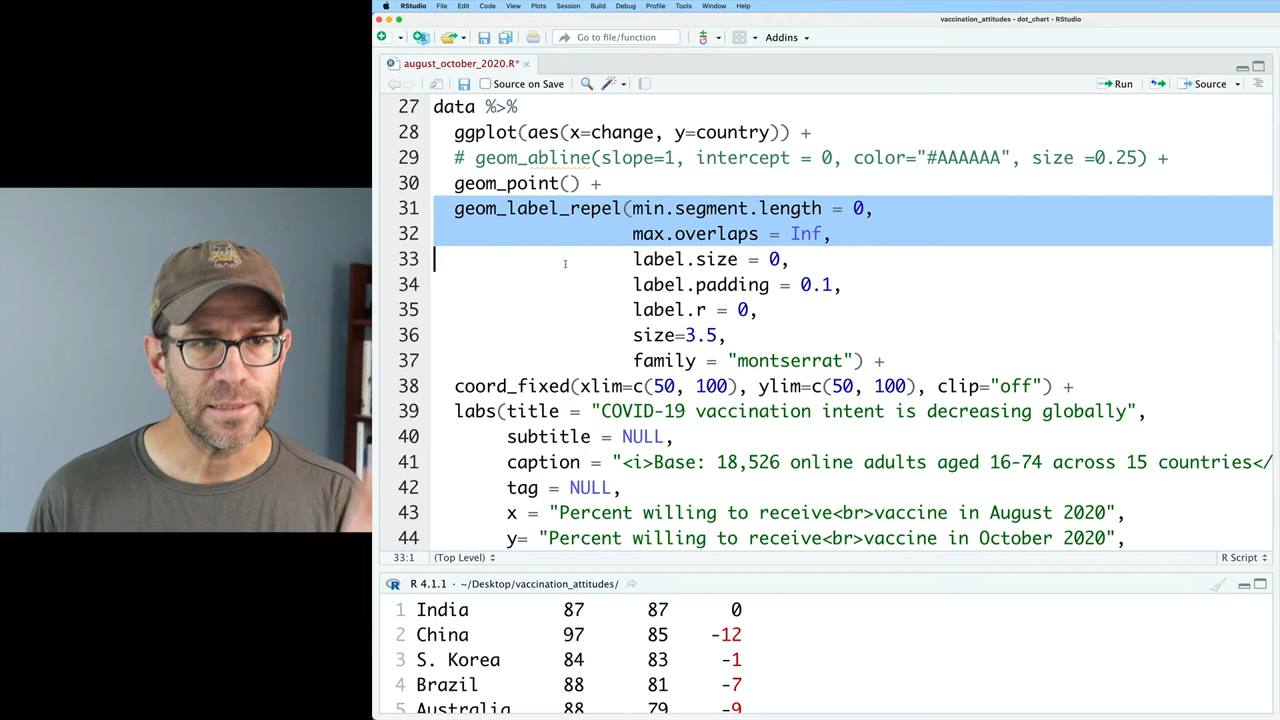 RStudio File Edit Code View Plots Session Build Debug Profile Tools Window Help
vaccination_attitudes - dot_chart - RStudio
Go to file/function Addins
august_october_2020.R*
Source on Save Run Source
27 data %>%
28 ggplot(aes(x=change, y=country)) +
29 # geom_abline(slope=1, intercept = 0, color="#AAAAAA", size =0.25) +
30 geom_point() +
31 geom_label_repel(min.segment.length = 0,
32 max.overlaps = Inf,
33 label.size = 0,
34 label.padding = 0.1,
35 label.r = 0,
36 size=3.5,
37 family = "montserrat") +
38 coord_fixed(xlim=c(50, 100), ylim=c(50, 100), clip="off") +
39 labs(title = "COVID-19 vaccination intent is decreasing globally",
40 subtitle = NULL,
41 caption = "<i>Base: 18,526 online adults aged 16-74 across 15 countries</
42 tag = NULL,
43 x = "Percent willing to receive<br>vaccine in August 2020",
44 y= "Percent willing to receive<br>vaccine in October 2020",
33:1 (Top Level) R Script
R 4.1.1 · ~/Desktop/vaccination_attitudes/
1 India 87 87 0
2 China 97 85 -12
3 S. Korea 84 83 -1
4 Brazil 88 81 -7
5 Australia 88 79 -9